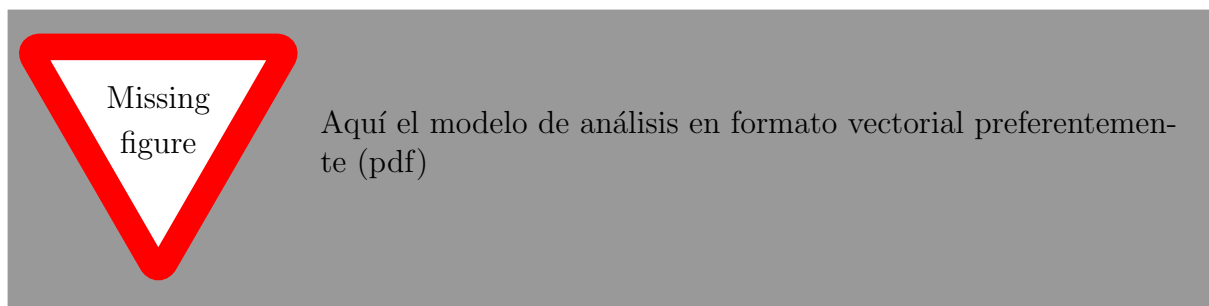 Missing
figure
Aquí el modelo de análisis en formato vectorial preferentemen-
te (pdf)